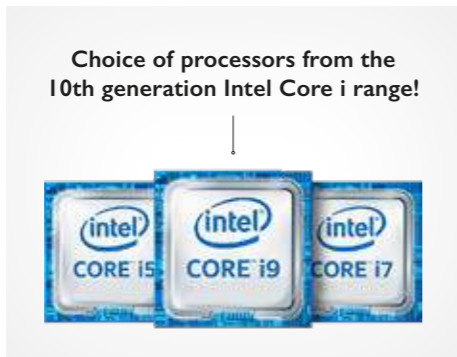 Choice of processors from the
10th generation Intel Core i range!
intel
CORE i5
intel
CORE i9
intel
CORE i7